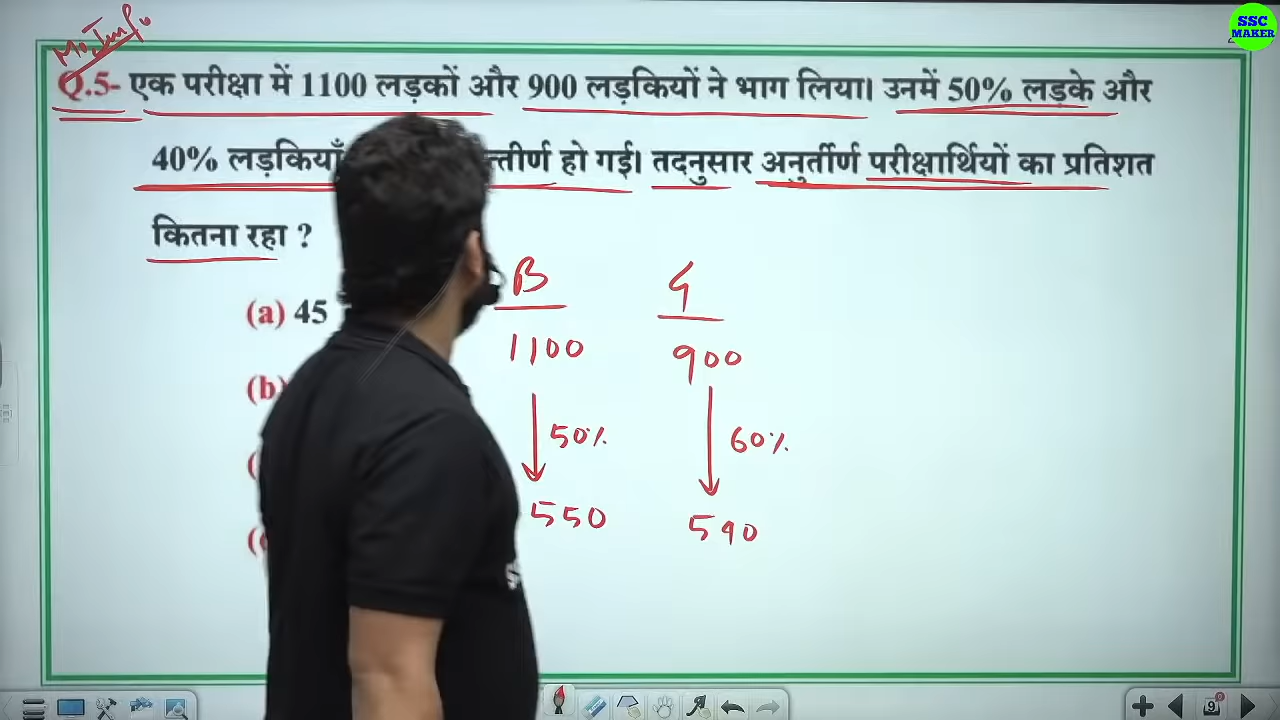 SSC
MAKER
Q.5- एक परीक्षा में 1100 लड़कों और 900 लड़कियों ने भाग लिया। उनमें 50% लड़के और
40% लड़कियाँ हो गई। तदनुसार अनुर्तीर्ण परीक्षार्थियों का प्रतिशत
कितना रहा ?
(a) 45
(b)
B G
1100 900
50% 60%
550 540
9